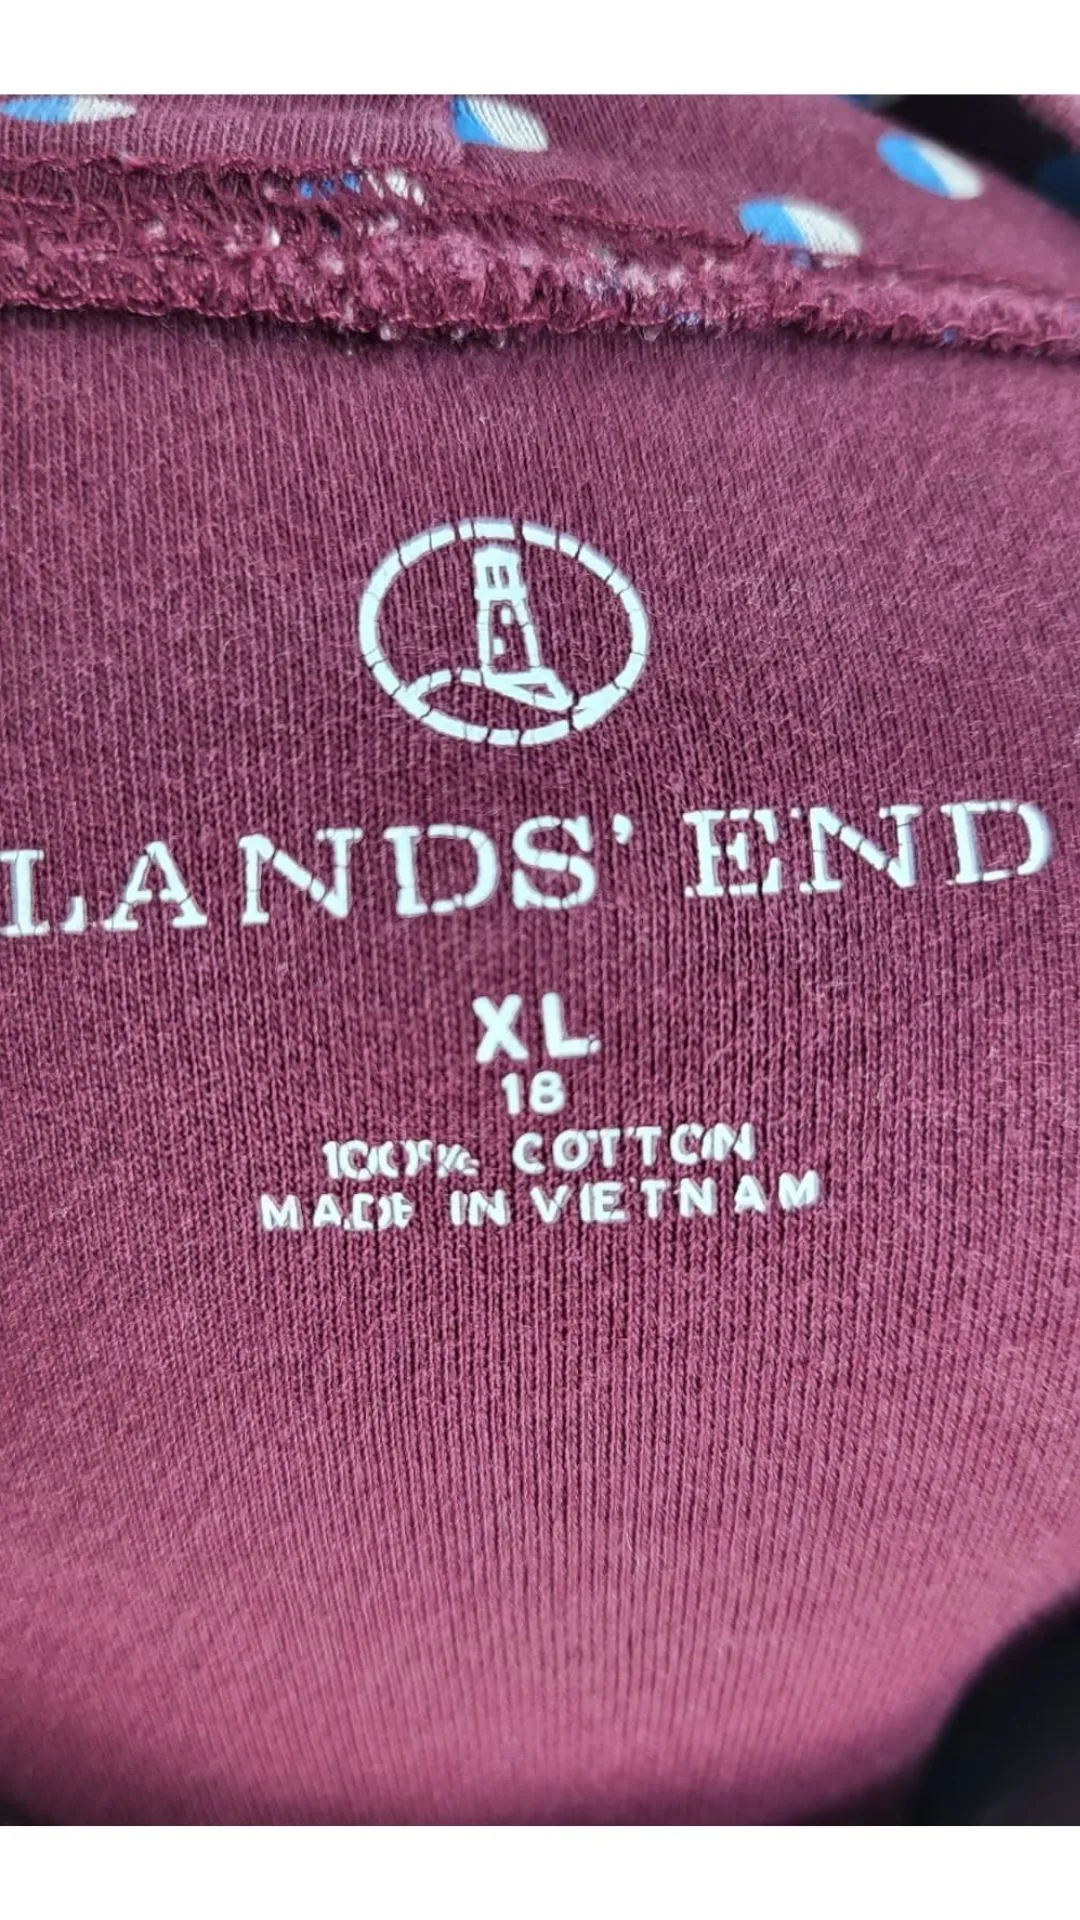 LANDS' END
XL
18
100% COTTON
MADE IN VIETNAM